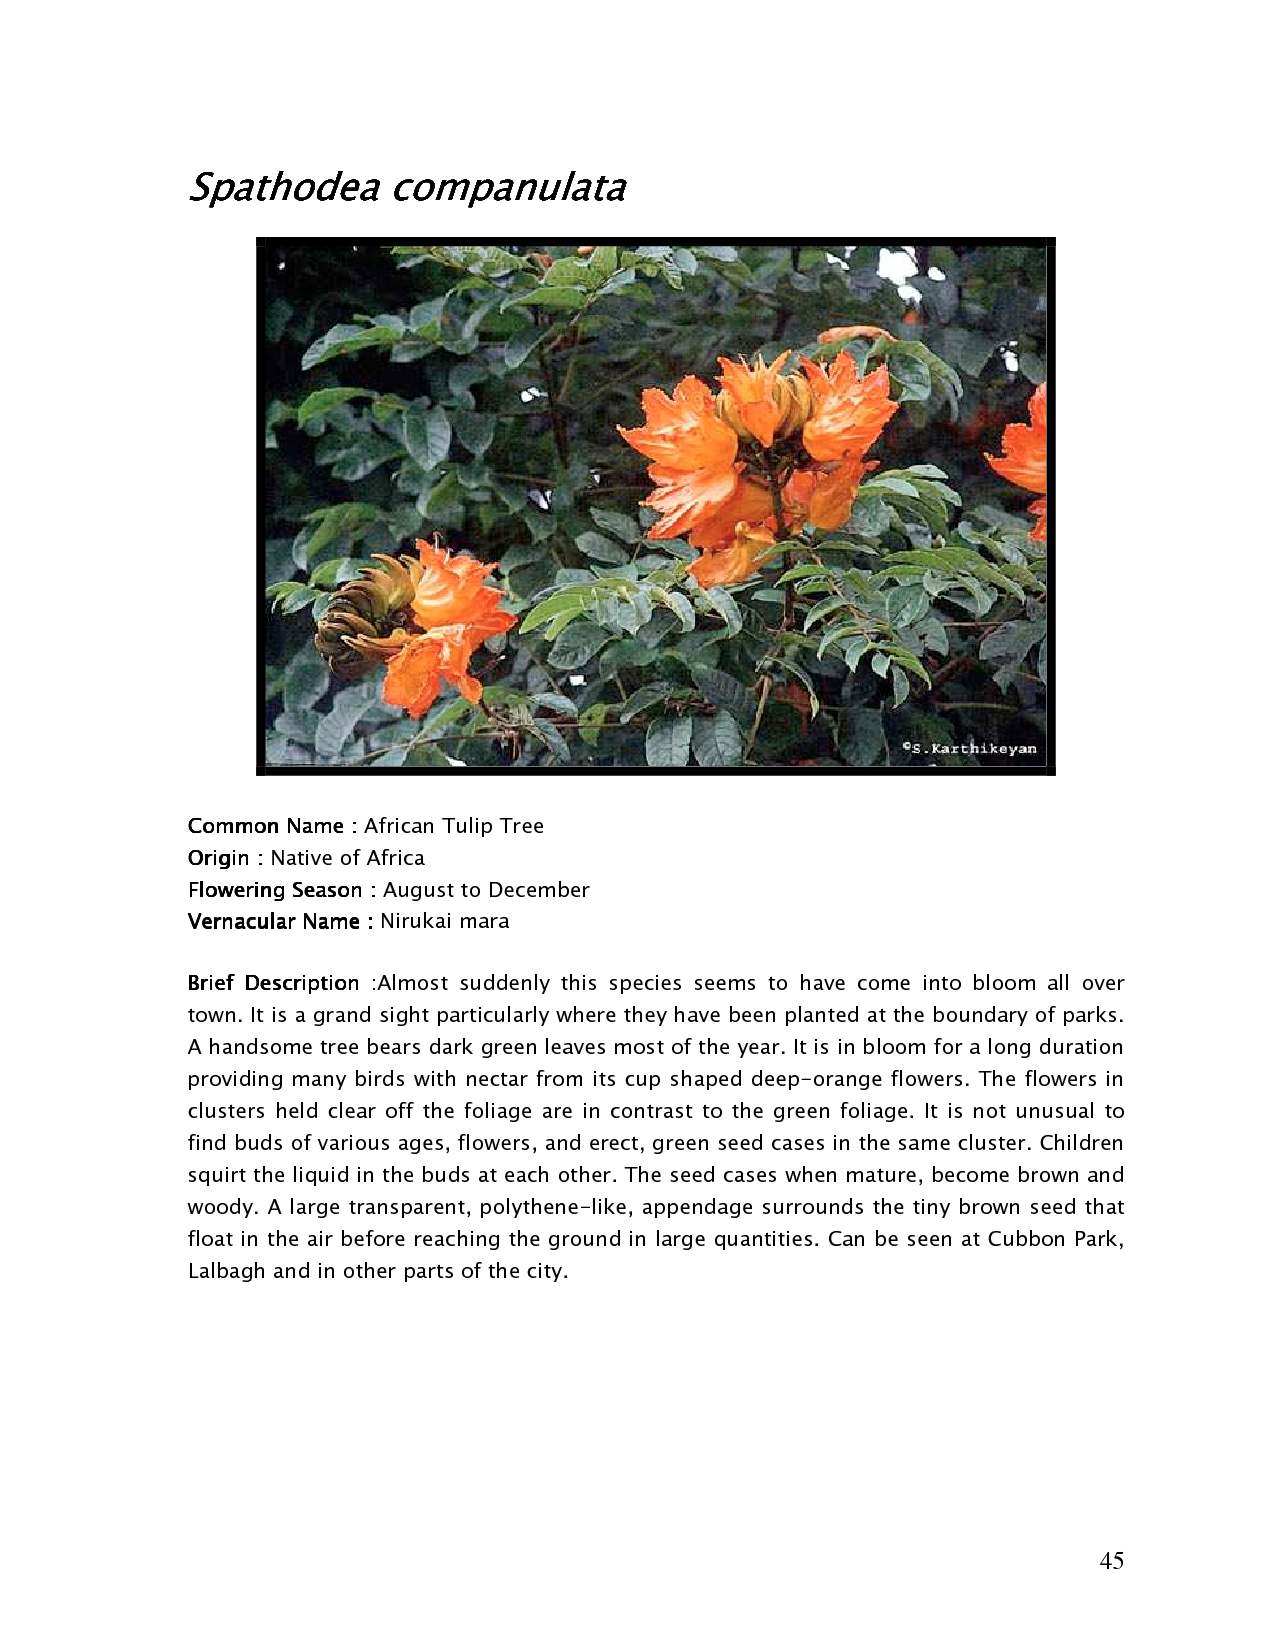 Spathodea companulata
©S.Karthikeyan
Common Name : African Tulip Tree
Origin : Native of Africa
Flowering Season : August to December
Vernacular Name : Nirukai mara
Brief Description :Almost suddenly this species seems to have come into bloom all over
town. It is a grand sight particularly where they have been planted at the boundary of parks.
A handsome tree bears dark green leaves most of the year. It is in bloom for a long duration
providing many birds with nectar from its cup shaped deep-orange flowers. The flowers in
clusters held clear off the foliage are in contrast to the green foliage. It is not unusual to
find buds of various ages, flowers, and erect, green seed cases in the same cluster. Children
squirt the liquid in the buds at each other. The seed cases when mature, become brown and
woody. A large transparent, polythene-like, appendage surrounds the tiny brown seed that
float in the air before reaching the ground in large quantities. Can be seen at Cubbon Park,
Lalbagh and in other parts of the city.
45